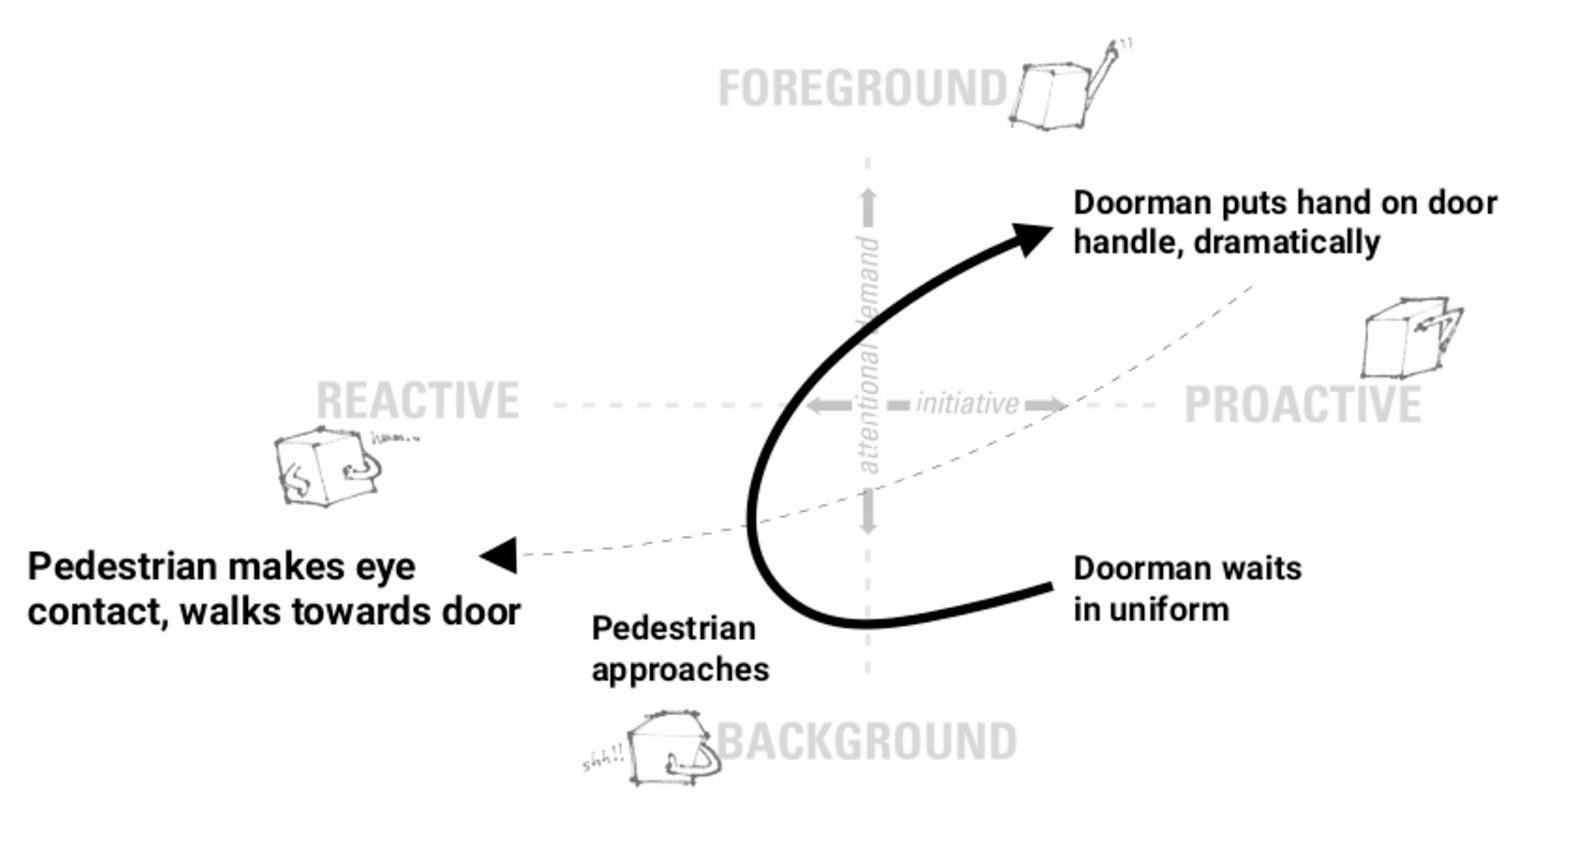 FOREGROUND
Doorman puts hand on door
handle, dramatically
attentional demand
REACTIVE
initiative
PROACTIVE
hmm..
Pedestrian makes eye
contact, walks towards door
Doorman waits
in uniform
Pedestrian
approaches
shh!!
BACKGROUND